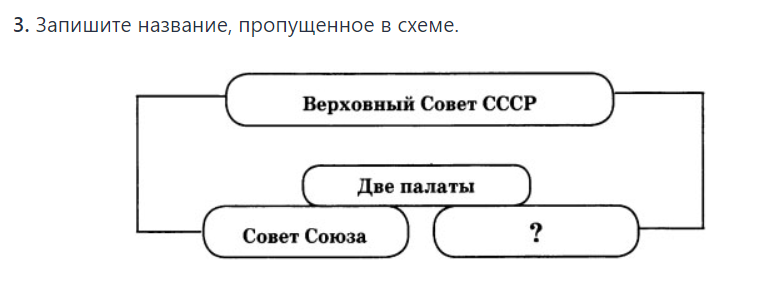 3. Запишите название, пропущенное в схеме.
Верховный Совет СССР
Две палаты
Совет Союза
?